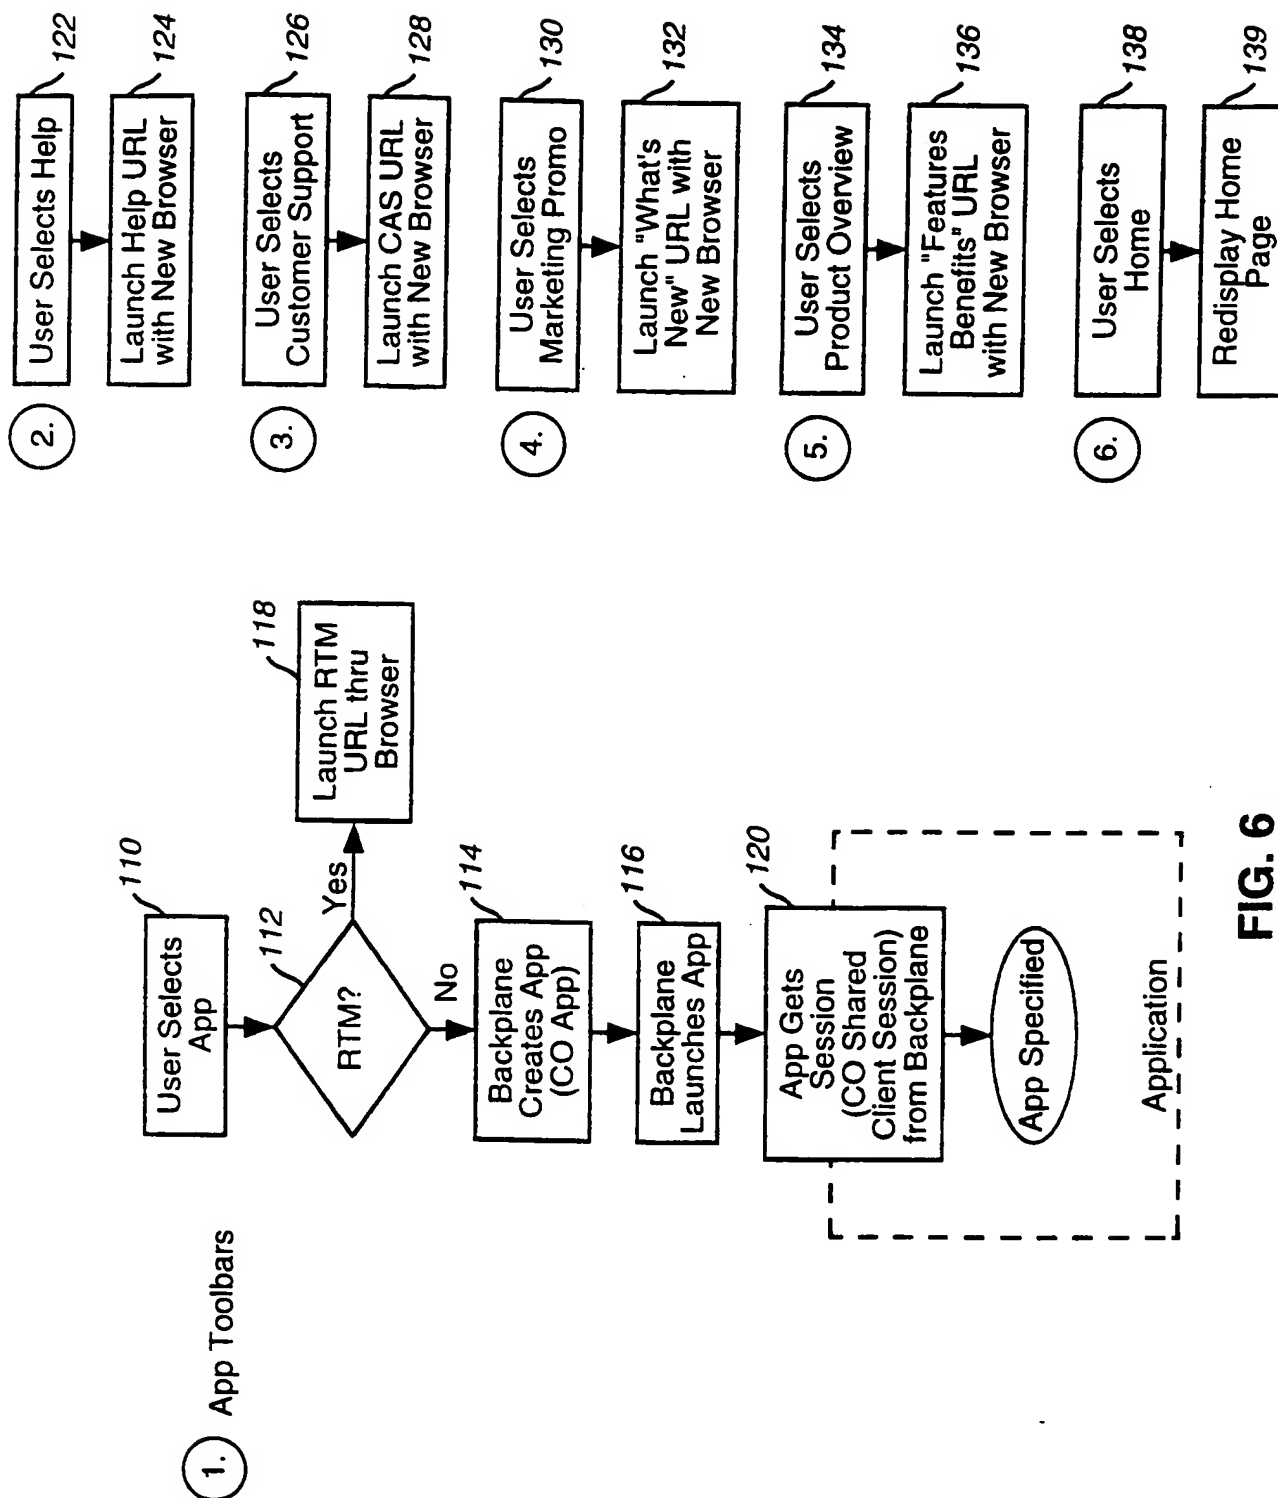 1.
App Toolbars
110
User Selects
App
112
RTM?
Yes
118
Launch RTM
URL thru
Browser
No
114
Backplane
Creates App
(CO App)
116
Backplane
Launches App
120
App Gets
Session
(CO Shared
Client Session)
from Backplane
App Specified
Application
2.
122
User Selects Help
124
Launch Help URL
with New Browser
3.
126
User Selects
Customer Support
128
Launch CAS URL
with New Browser
4.
130
User Selects
Marketing Promo
132
Launch "What's
New" URL with
New Browser
5.
134
User Selects
Product Overview
136
Launch "Features
Benefits" URL
with New Browser
6.
138
User Selects
Home
139
Redisplay Home
Page
FIG. 6